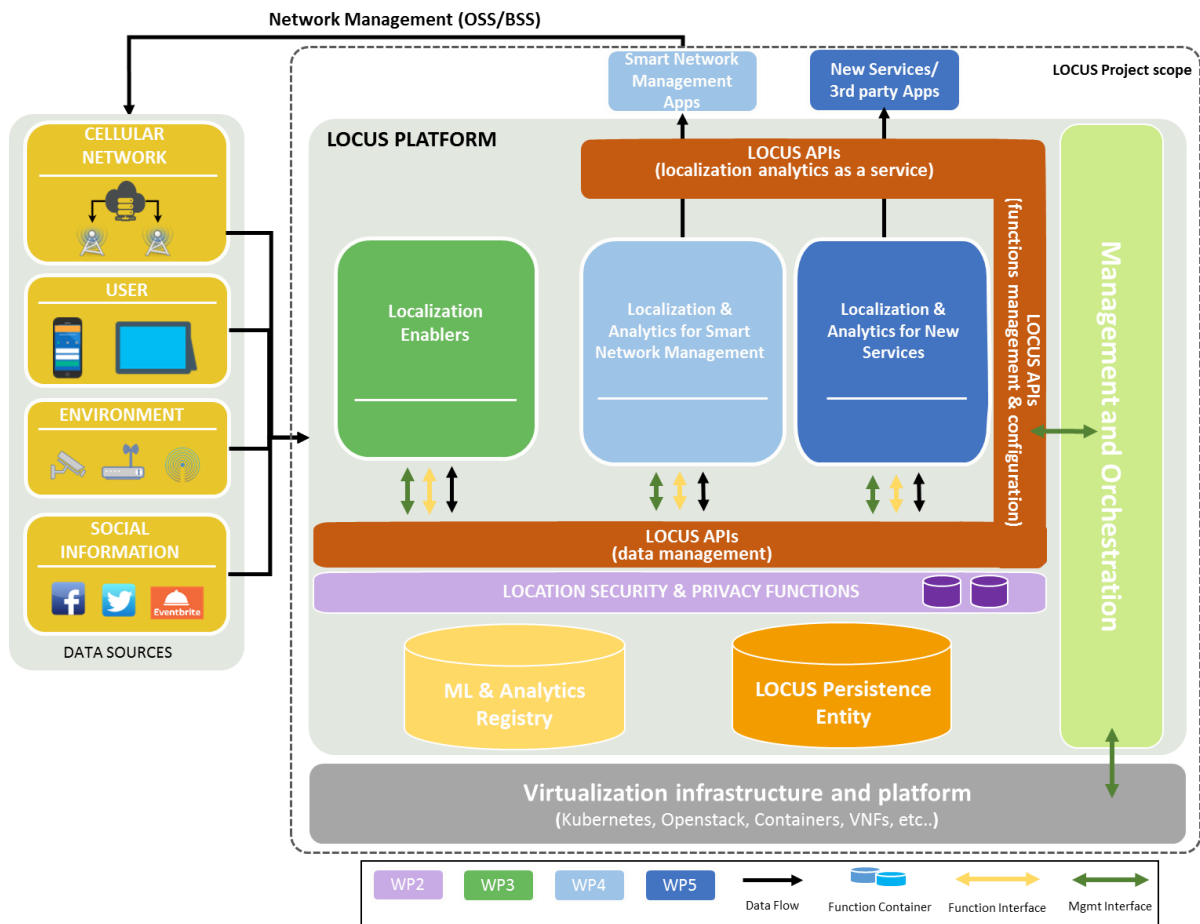 Network Management (OSS/BSS)
LOCUS Project scope
Smart Network
Management
Apps
New Services/
3rd party Apps
CELLULAR
NETWORK
USER
ENVIRONMENT
SOCIAL
INFORMATION
Eventbrite
DATA SOURCES
LOCUS PLATFORM
LOCUS APIs
(localization analytics as a service)
LOCUS APIs
(functions management & configuration)
Localization
Enablers
Localization &
Analytics for Smart
Network Management
Localization &
Analytics for New
Services
Management and Orchestration
LOCUS APIs
(data management)
LOCATION SECURITY & PRIVACY FUNCTIONS
ML & Analytics
Registry
LOCUS Persistence
Entity
Virtualization infrastructure and platform
(Kubernetes, Openstack, Containers, VNFs, etc..)
WP2
WP3
WP4
WP5
Data Flow
Function Container
Function Interface
Mgmt Interface